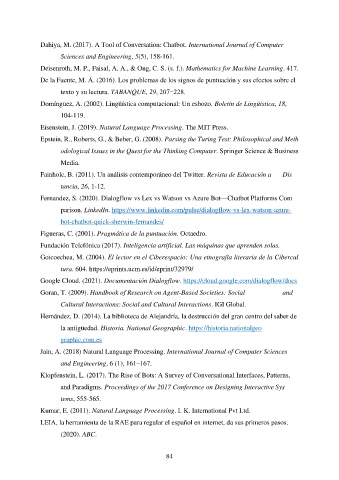 Dahiya, M. (2017). A Tool of Conversation: Chatbot. International Journal of Computer
Sciences and Engineering, 5(5), 158-161.
Deisenroth, M. P., Faisal, A. A., & Ong, C. S. (s. f.). Mathematics for Machine Learning. 417.
De la Fuente, M. Á. (2016). Los problemas de los signos de puntuación y sus efectos sobre el
texto y su lectura. TABANQUE, 29, 207–228.
Domínguez, A. (2002). Lingüística computacional: Un esbozo. Boletín de Lingüística, 18,
104-119.
Eisenstein, J. (2019). Natural Language Processing. The MIT Press.
Epstein, R., Roberts, G., & Beber, G. (2008). Parsing the Turing Test: Philosophical and Meth
odological Issues in the Quest for the Thinking Computer. Springer Science & Business
Media.
Fainholc, B. (2011). Un análisis contemporáneo del Twitter. Revista de Educación a Dis
tancia, 26, 1-12.
Fernandez, S. (2020). Dialogflow vs Lex vs Watson vs Azure Bot—Chatbot Platforms Com
parison. LinkedIn. https://www.linkedin.com/pulse/dialogflow-vs-lex-watson-azure-
bot-chatbot-quick-sherwin-fernandes/
Figueras, C. (2001). Pragmática de la puntuación. Octaedro.
Fundación Telefónica (2017). Inteligencia artificial. Las máquinas que aprenden solas.
Goicoechea, M. (2004). El lector en el Ciberespacio: Una etnografía literaria de la Cibercul
tura. 604. https://eprints.ucm.es/id/eprint/32979/
Google Cloud. (2021). Documentación Dialogflow. https://cloud.google.com/dialogflow/docs
Goran, T. (2009). Handbook of Research on Agent-Based Societies: Social and
Cultural Interactions: Social and Cultural Interactions. IGI Global.
Hernández, D. (2014). La biblioteca de Alejandría, la destrucción del gran centro del saber de
la antigüedad. Historia. National Geographic. https://historia.nationalgeo
graphic.com.es
Jain, A. (2018) Natural Language Processing. International Journal of Computer Sciences
and Engineering, 6 (1), 161–167.
Klopfenstein, L. (2017). The Rise of Bots: A Survey of Conversational Interfaces, Patterns,
and Paradigms. Proceedings of the 2017 Conference on Designing Interactive Sys
tems, 555-565.
Kumar, E. (2011). Natural Language Processing. I. K. International Pvt Ltd.
LEIA, la herramienta de la RAE para regular el español en internet, da sus primeros pasos.
(2020). ABC.
84